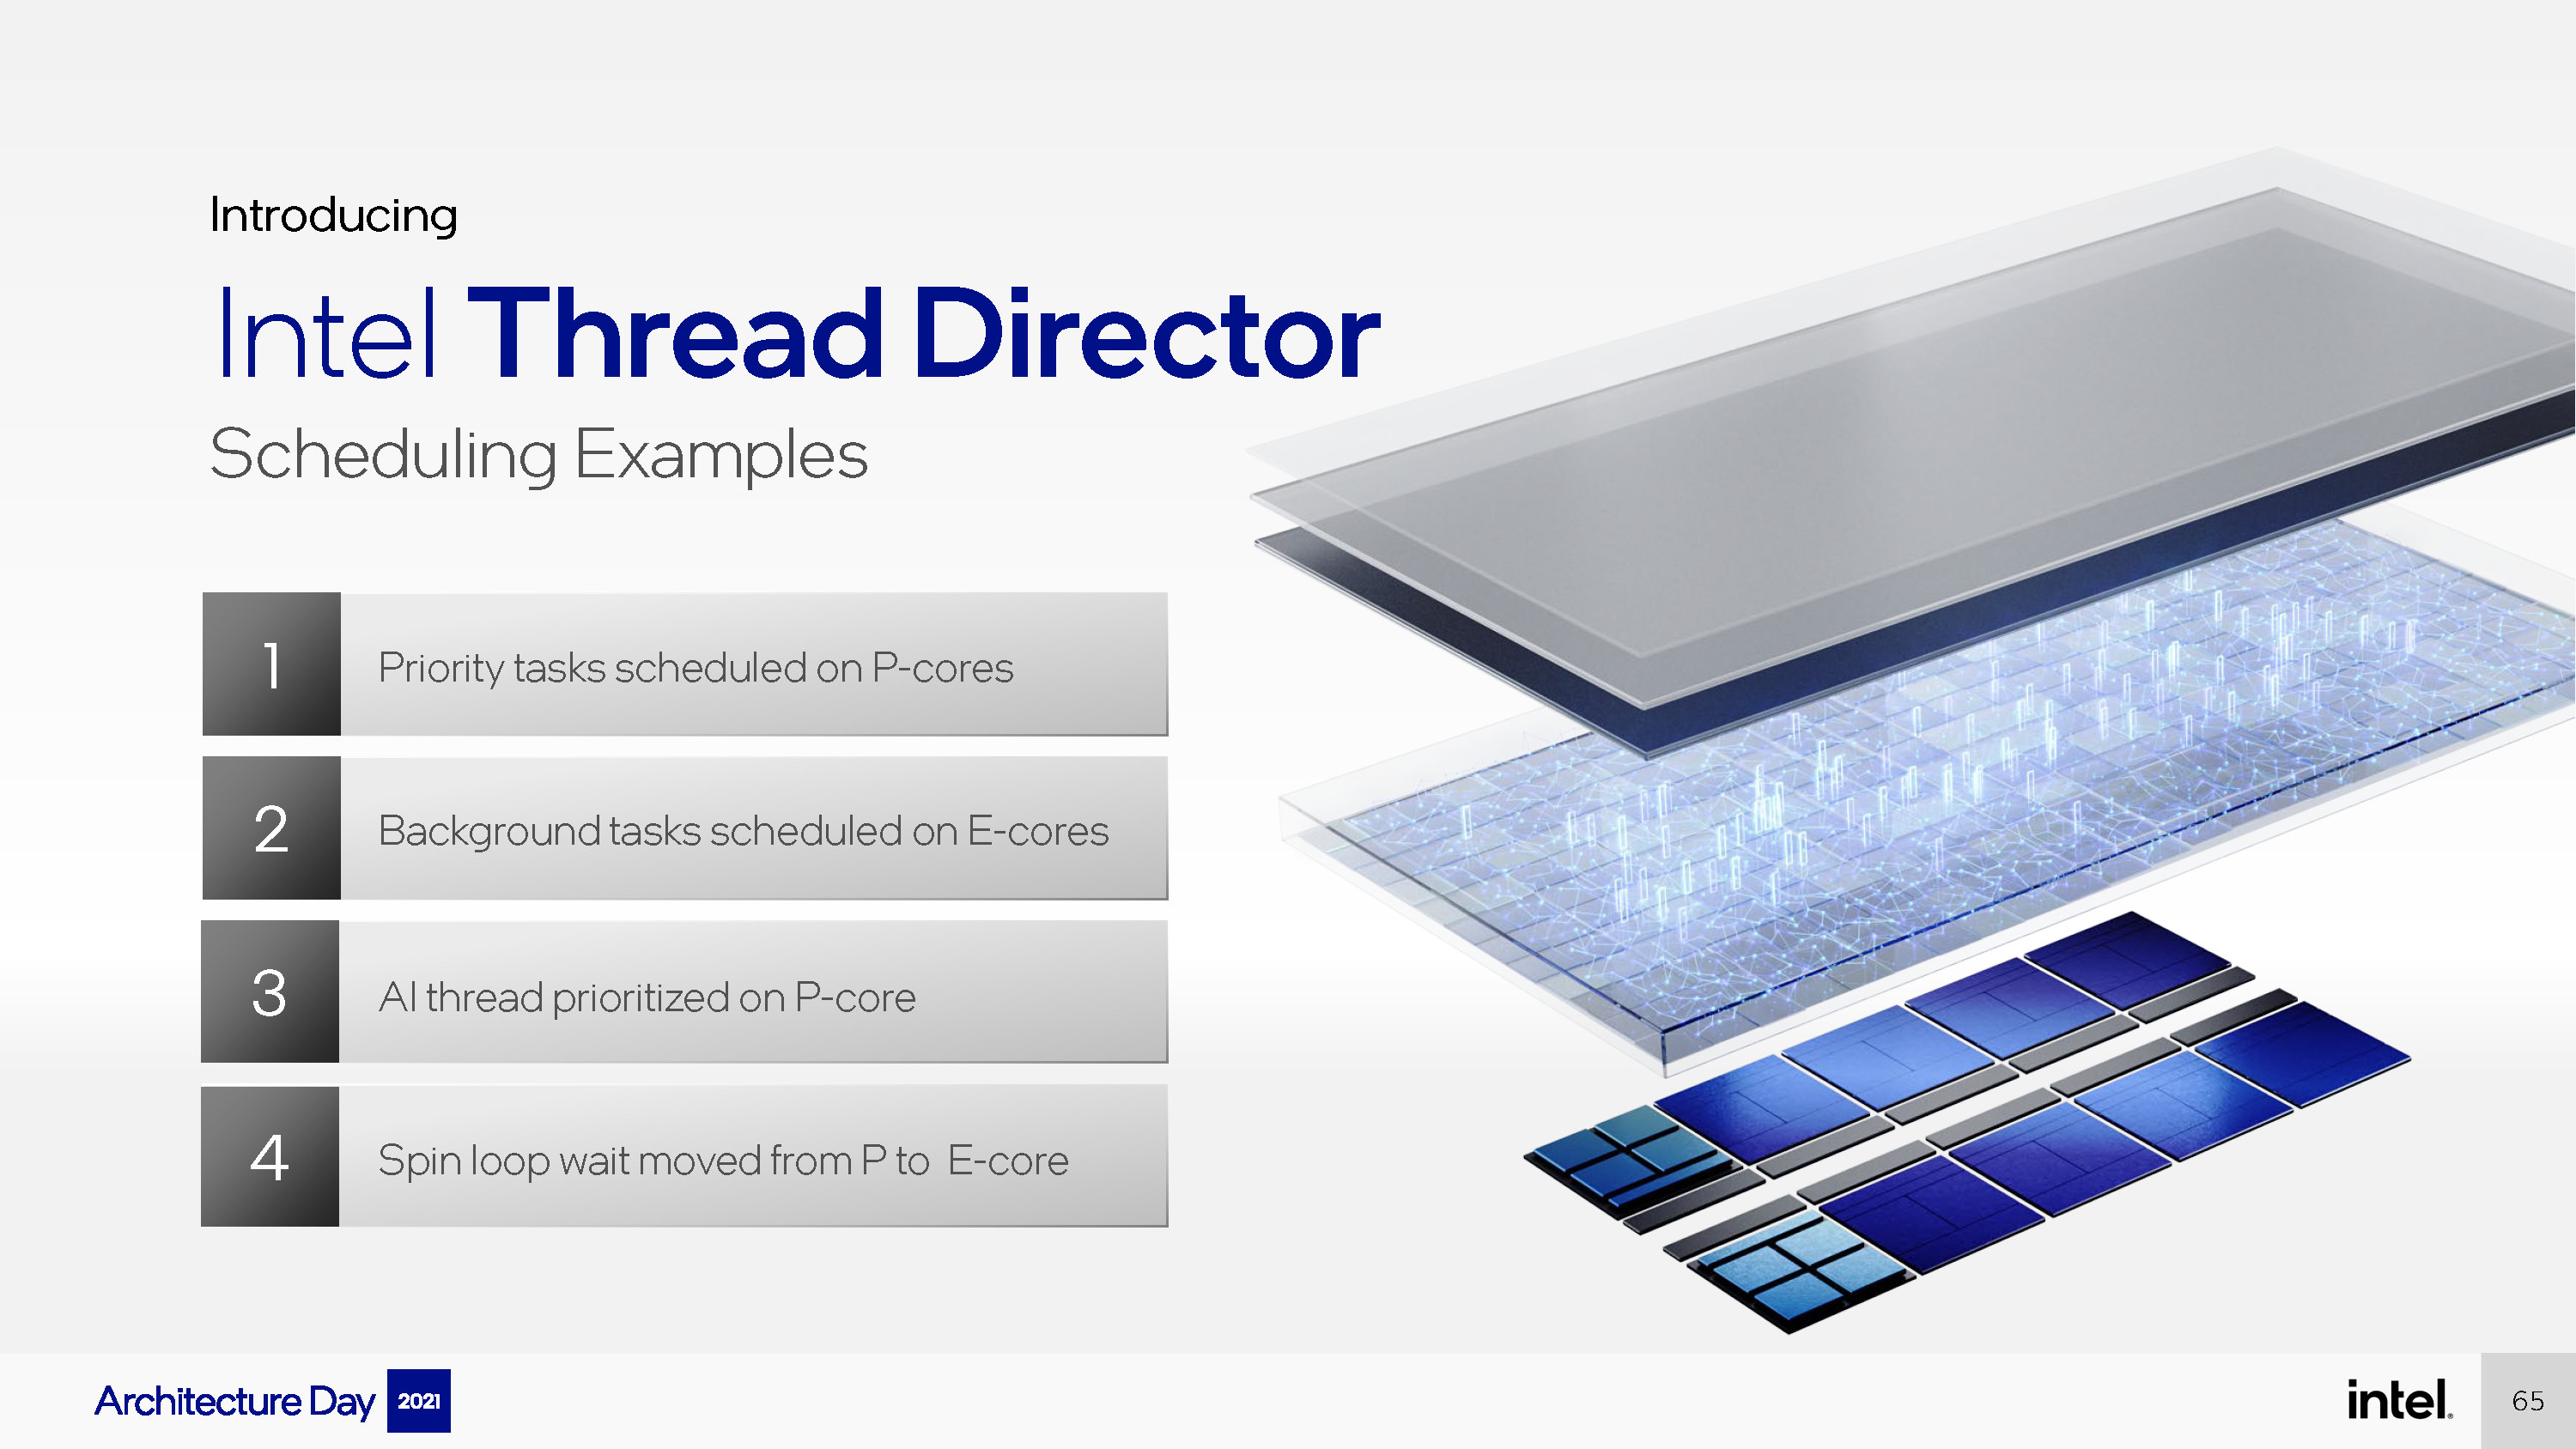 Introducing
Intel Thread Director
Scheduling Examples
1 Priority tasks scheduled on P-cores
2 Background tasks scheduled on E-cores
3 AI thread prioritized on P-core
4 Spin loop wait moved from P to E-core
Architecture Day 2021
intel®
65